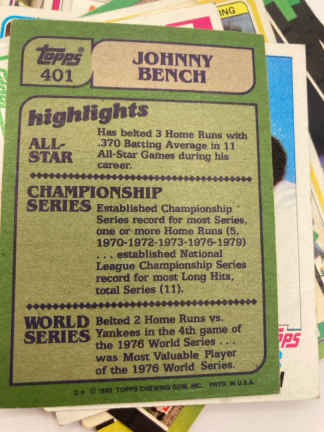 Topps
401
JOHNNY
BENCH
highlights
ALL-
STAR
Has belted 3 Home Runs with
.370 Batting Average in 11
All-Star Games during his
career.
CHAMPIONSHIP
SERIES
Established Championship
Series record for most Series,
one or more Home Runs (5,
1970-1972-1973-1976-1979)
. . . established National
League Championship Series
record for most Long Hits,
total Series (11).
WORLD
SERIES
Belted 2 Home Runs vs.
Yankees in the 4th game of
the 1976 World Series . . .
was Most Valuable Player
of the 1976 World Series.
TOPPS CHEWING GUM, INC. PRTD. IN U.S.A.